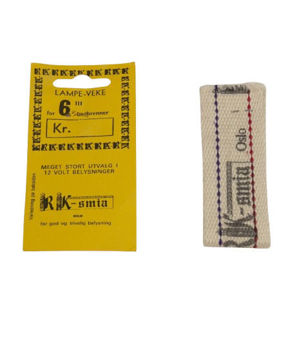 LAMPE-VEKE
for 6 ''' Rundbrenner
Kr.
MEGET STORT UTVALG I
12 VOLT BELYSNINGER
RK-smia
for god og trivelig belysning
RK-smia Oslo